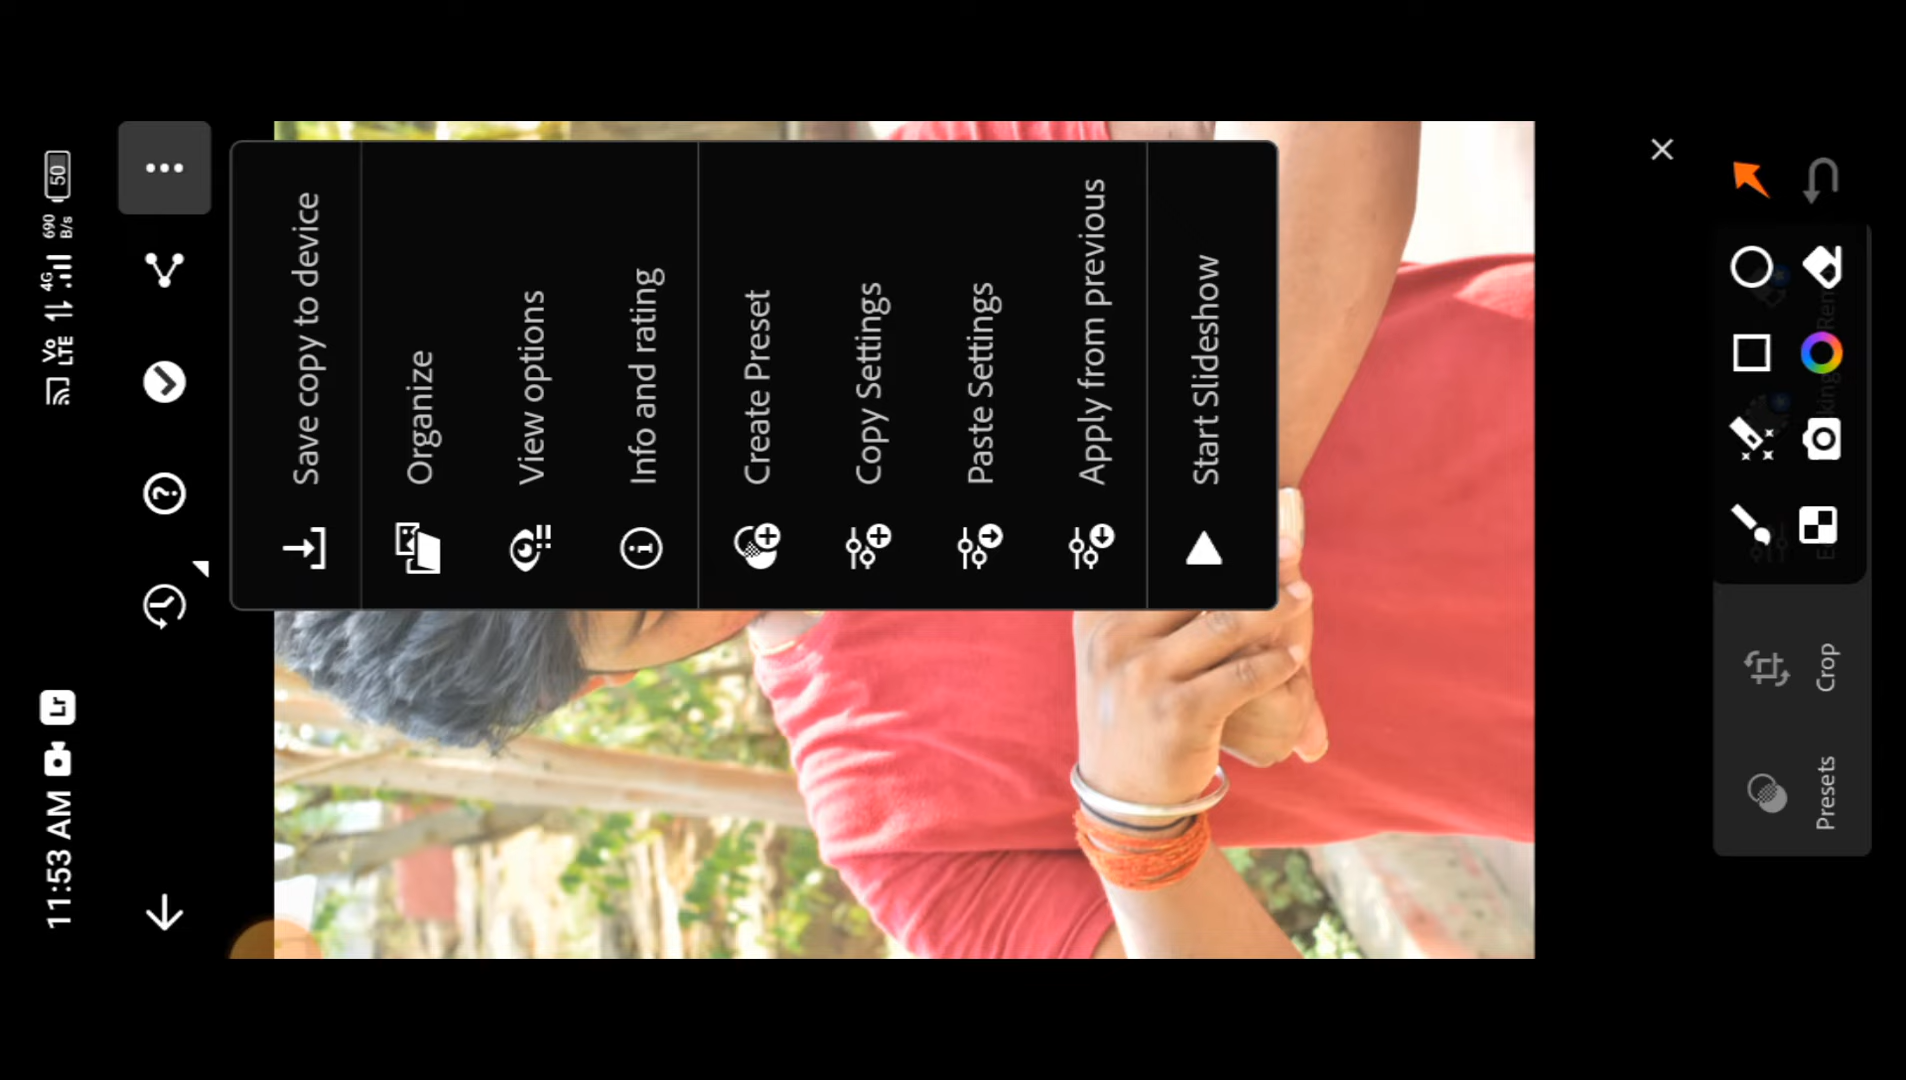 11:53 AM
Lr
Vo
LTE
4G
690
B/s
50
Save copy to device
Organize
View options
Info and rating
Create Preset
Copy Settings
Paste Settings
Apply from previous
Start Slideshow
Presets
Crop